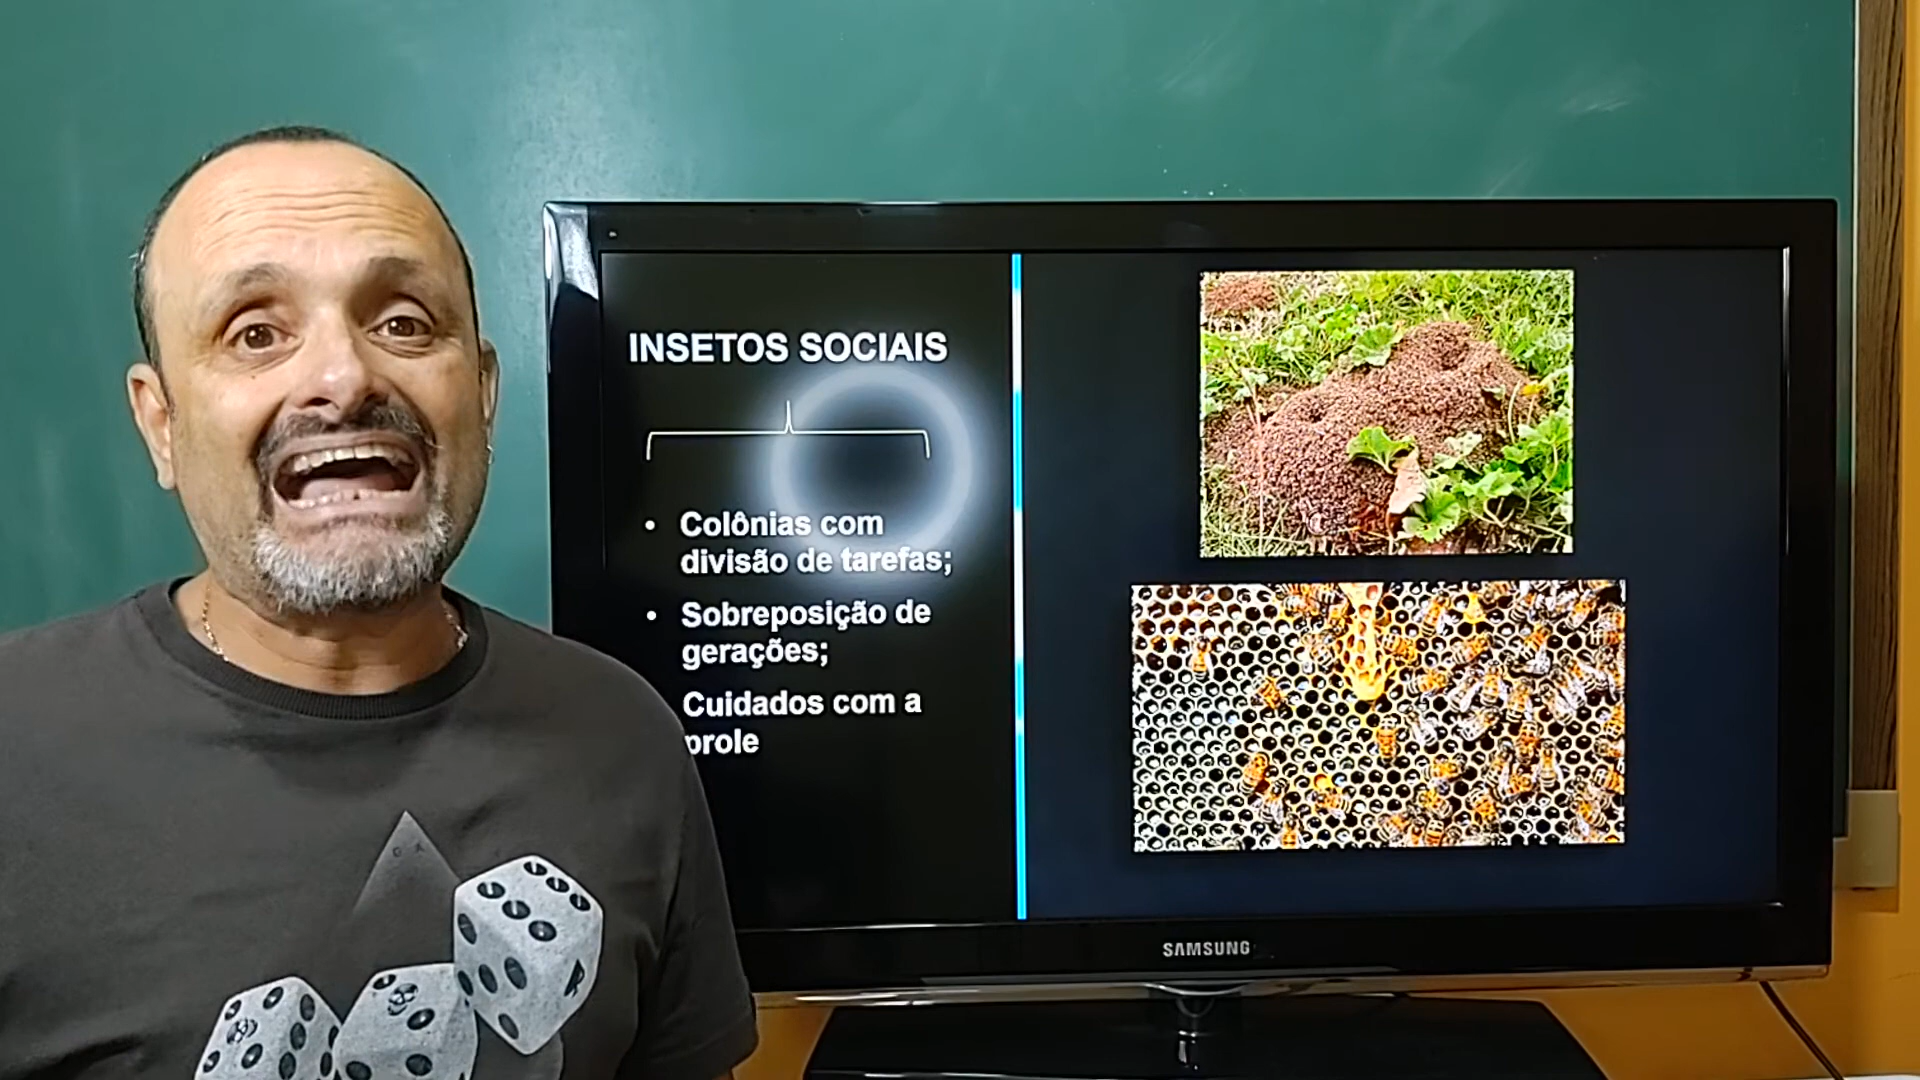 INSETOS SOCIAIS
• Colônias com
divisão de tarefas;
• Sobreposição de
gerações;
Cuidados com a
prole
SAMSUNG